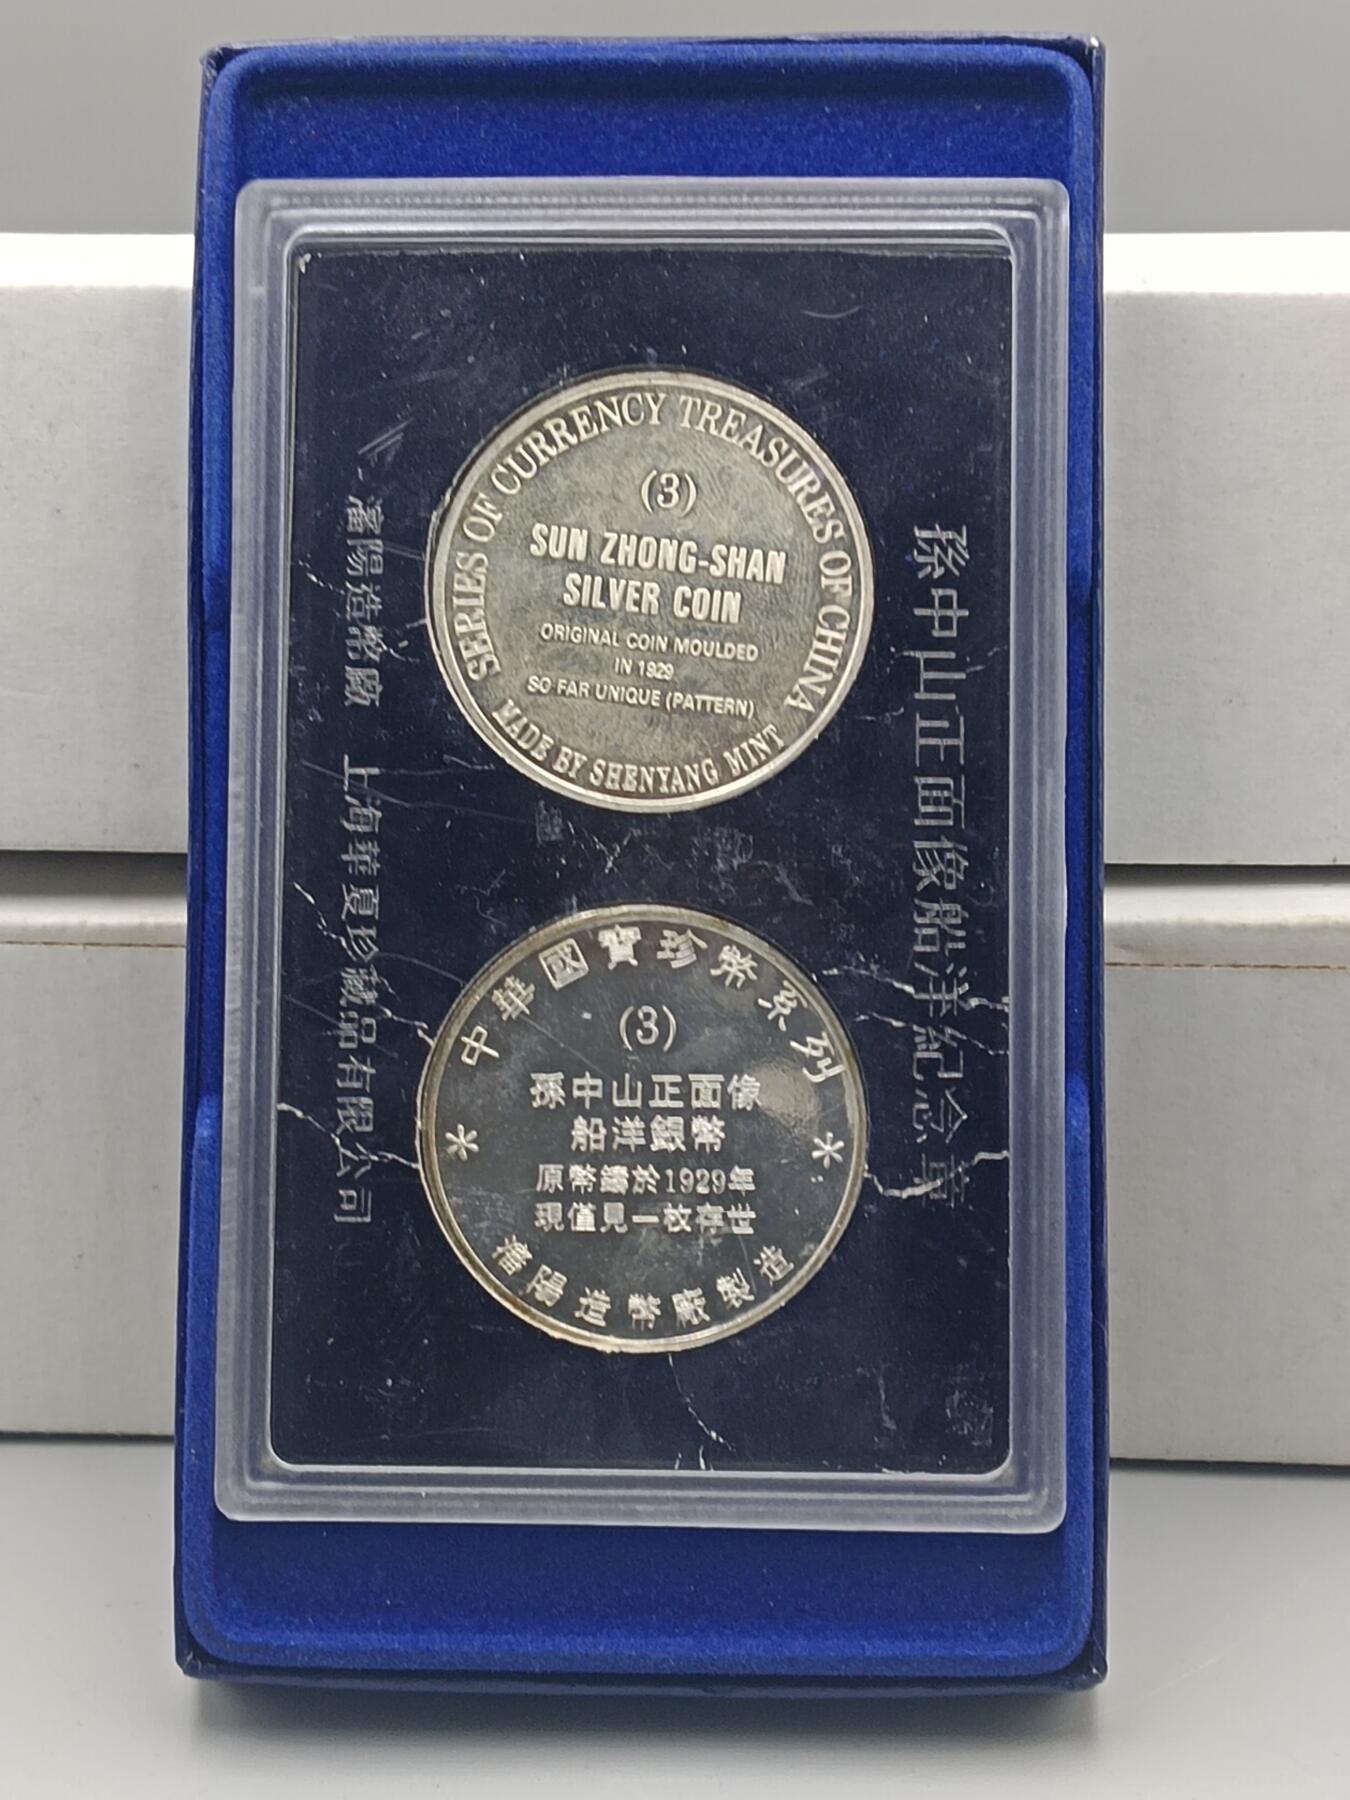 SERIES OF CURRENCY TREASURES OF CHINA
(3)
SUN ZHONG-SHAN
SILVER COIN
ORIGINAL COIN MOULDED
IN 1929
SO FAR UNIQUE (PATTERN)
MADE BY SHENYANG MINT
孫中山正面像船洋紀念章
瀋陽造幣廠 上海華夏珍藏品有限公司
中華國寶珍幣系列
(3)
孫中山正面像
船洋銀幣
原幣鑄於1929年
現僅見一枚存世
瀋陽造幣廠製造